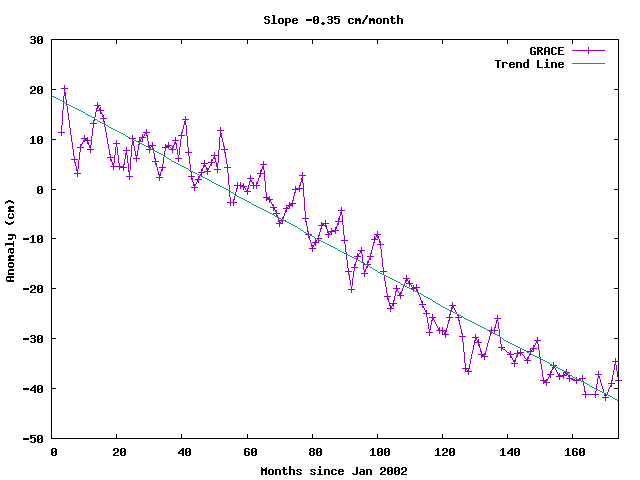 Slope -0.35 cm/month
30
20
10
0
-10
-20
-30
-40
-50
Anomaly (cm)
GRACE
Trend Line
0 20 40 60 80 100 120 140 160
Months since Jan 2002